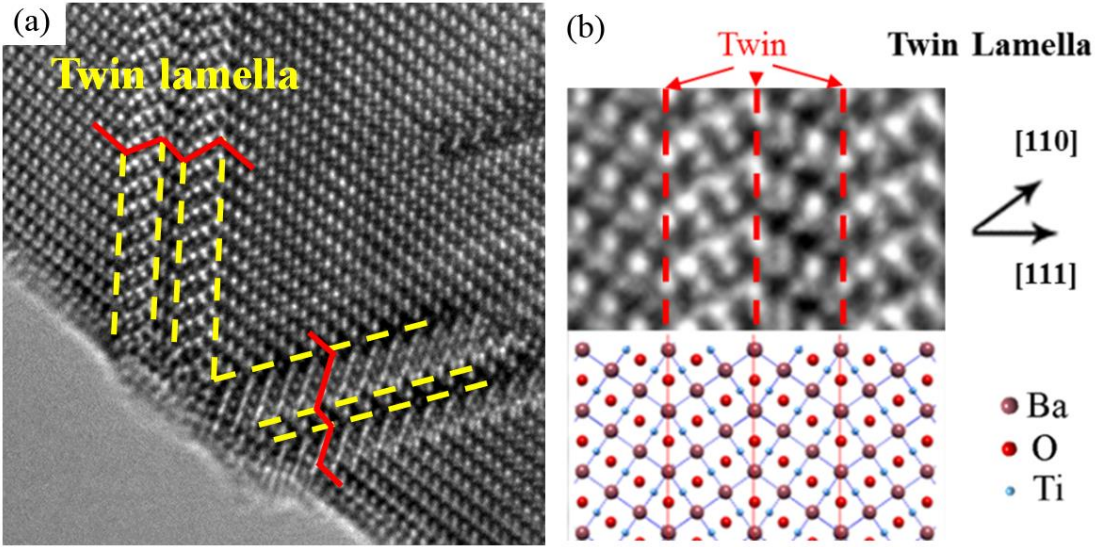 (a)
Twin lamella
(b)
Twin
Twin Lamella
[110]
[111]
Ba
O
Ti